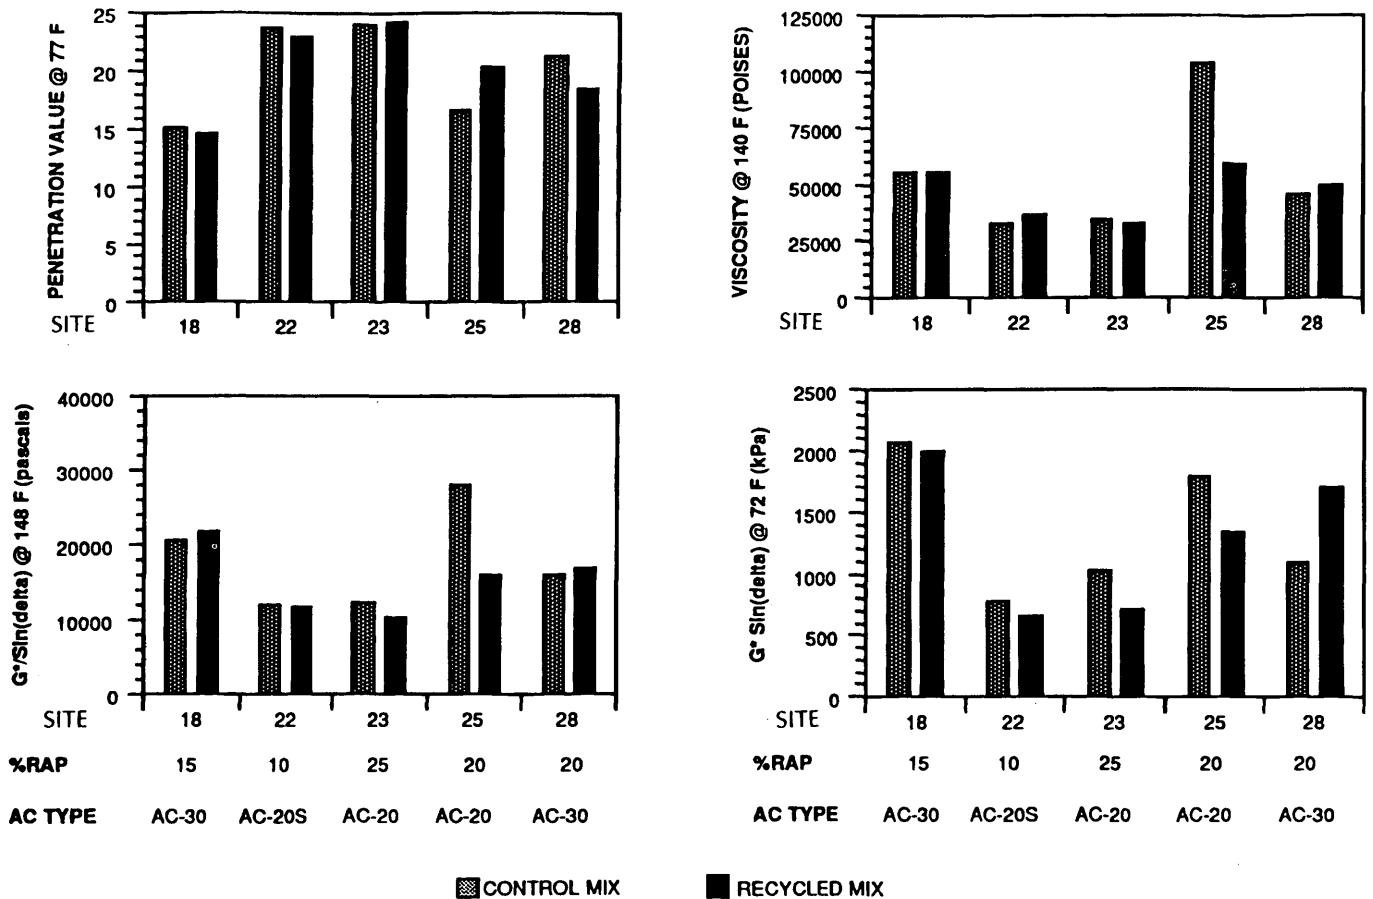 PENETRATION VALUE @ 77 F
25
20
15
10
5
0
SITE 18 22 23 25 28
VISCOSITY @ 140 F (POISES)
125000
100000
75000
50000
25000
0
SITE 18 22 23 25 28
G*/Sin(delta) @ 148 F (pascals)
40000
30000
20000
10000
0
SITE 18 22 23 25 28
%RAP 15 10 25 20 20
AC TYPE AC-30 AC-20S AC-20 AC-20 AC-30
G* Sin(delta) @ 72 F (kPa)
2500
2000
1500
1000
500
0
SITE 18 22 23 25 28
%RAP 15 10 25 20 20
AC TYPE AC-30 AC-20S AC-20 AC-20 AC-30
CONTROL MIX RECYCLED MIX